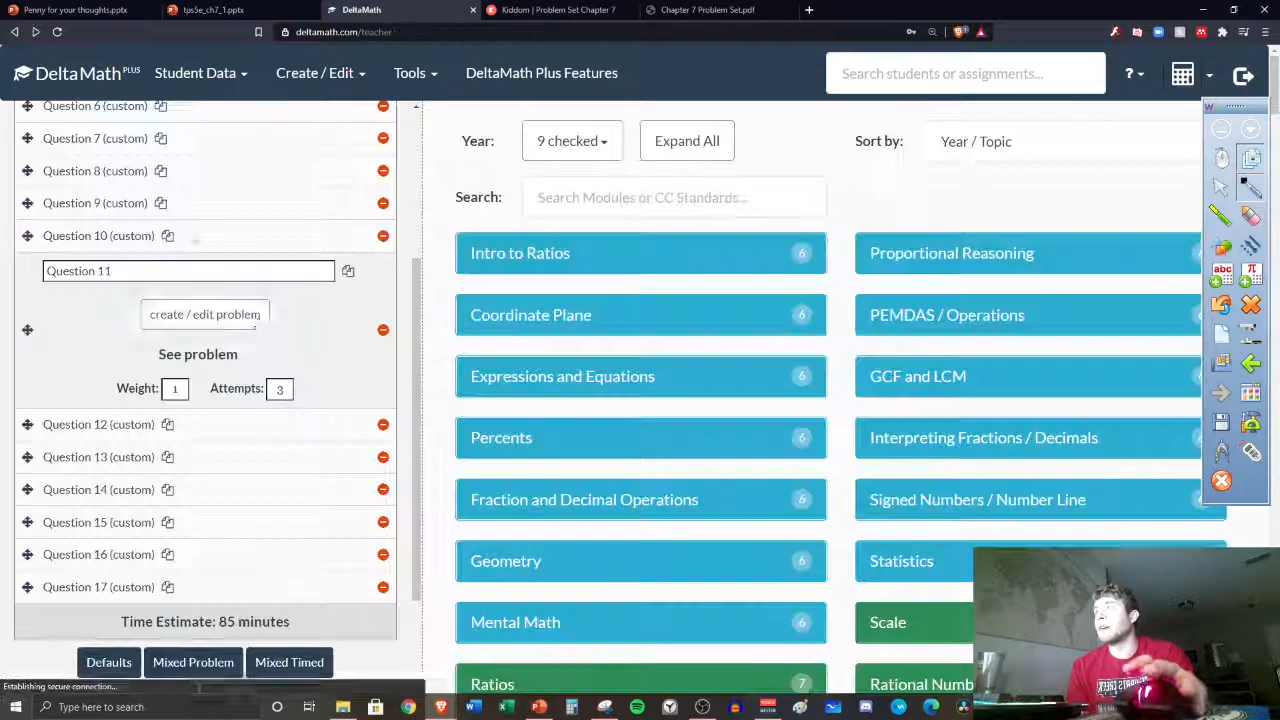 Penny for your thoughts.pptx
tps5e_ch7_1.pptx
DeltaMath
Kiddom | Problem Set Chapter 7
Chapter 7 Problem Set.pdf
deltamath.com/teacher
DeltaMath PLUS
Student Data
Create / Edit
Tools
DeltaMath Plus Features
Search students or assignments...
?
Question 6 (custom)
Question 7 (custom)
Question 8 (custom)
Question 9 (custom)
Question 10 (custom)
Question 11
create / edit problem
See problem
Weight: 1 Attempts: 3
Question 12 (custom)
Question 13 (custom)
Question 14 (custom)
Question 15 (custom)
Question 16 (custom)
Question 17 (custom)
Time Estimate: 85 minutes
Defaults
Mixed Problem
Mixed Timed
Establishing secure connection...
Year: 9 checked Expand All Sort by: Year / Topic
Search: Search Modules or CC Standards...
Intro to Ratios 6
Proportional Reasoning
Coordinate Plane 6
PEMDAS / Operations
Expressions and Equations 6
GCF and LCM
Percents 6
Interpreting Fractions / Decimals
Fraction and Decimal Operations 6
Signed Numbers / Number Line
Geometry 6
Statistics
Mental Math 6
Scale
Ratios 7
Rational Numb
abc
π
Type here to search